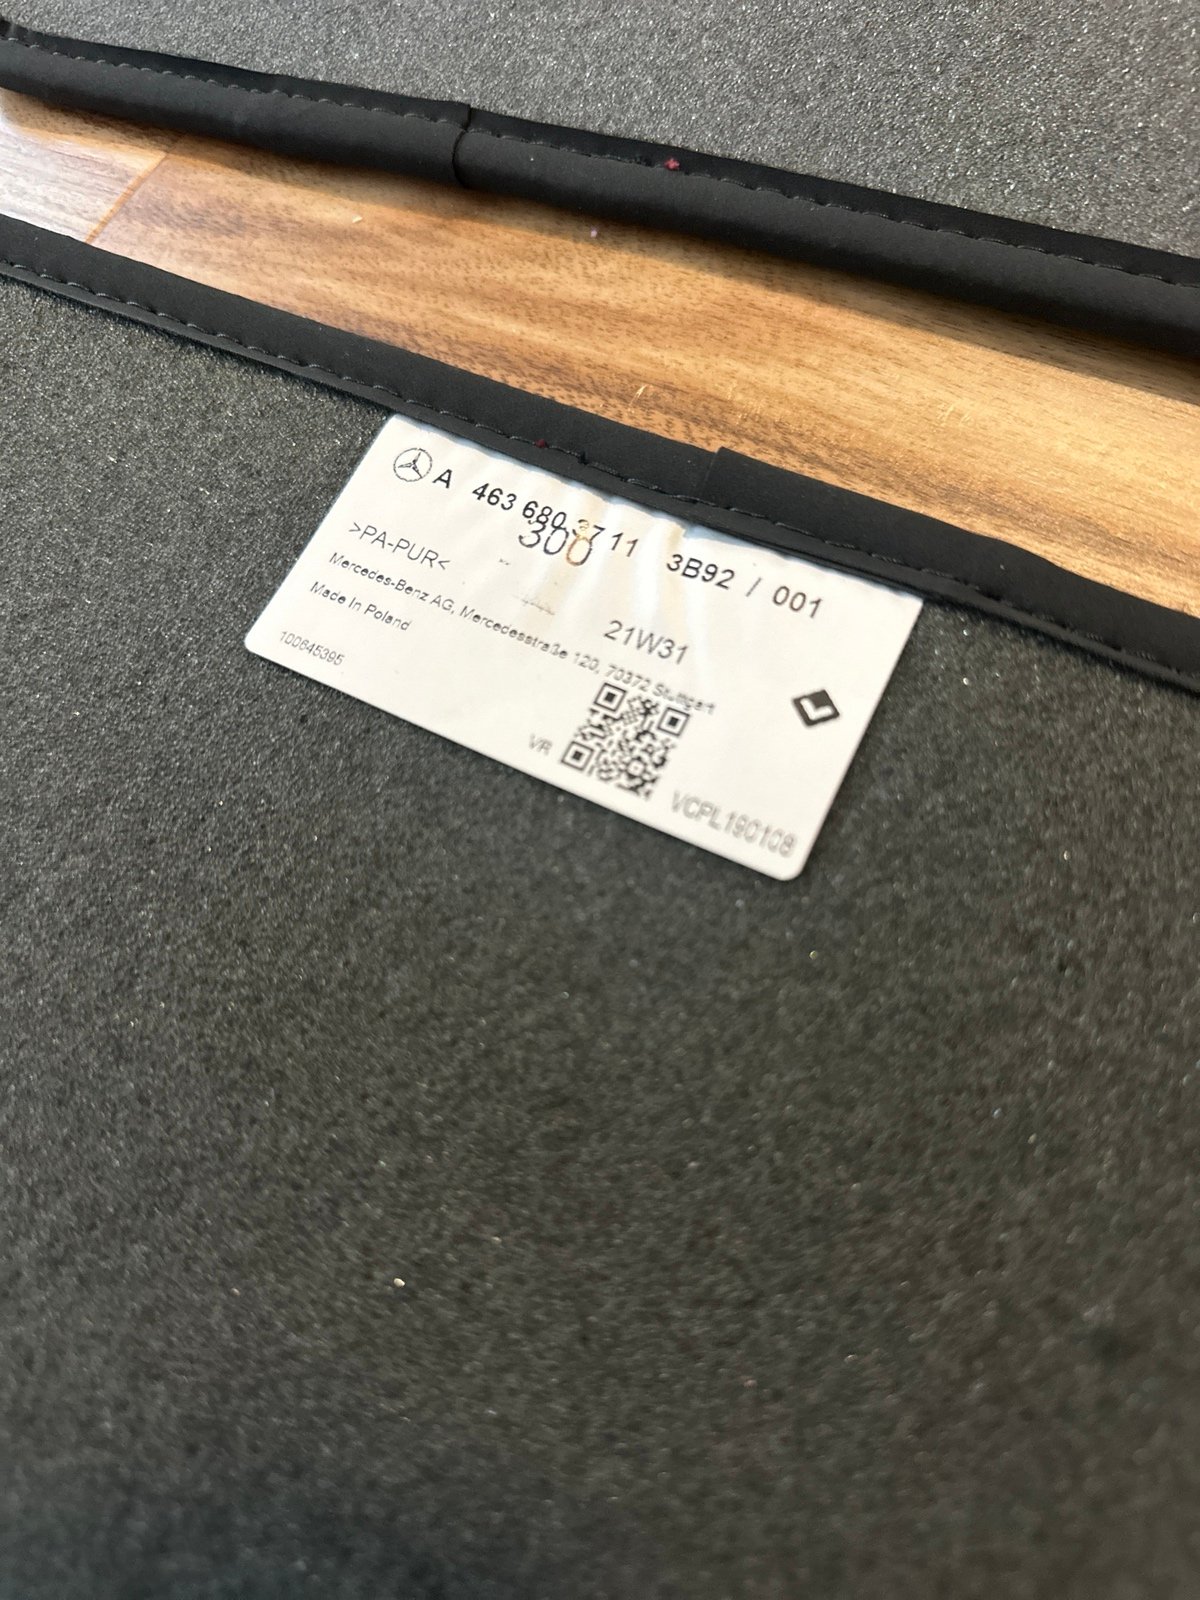 A 463 680 3711 3B92 / 001
300
>PA-PUR<
21W31
Mercedes-Benz AG, Mercedesstraße 120, 70372 Stuttgart
Made In Poland
100645395
VR
VCPL190108